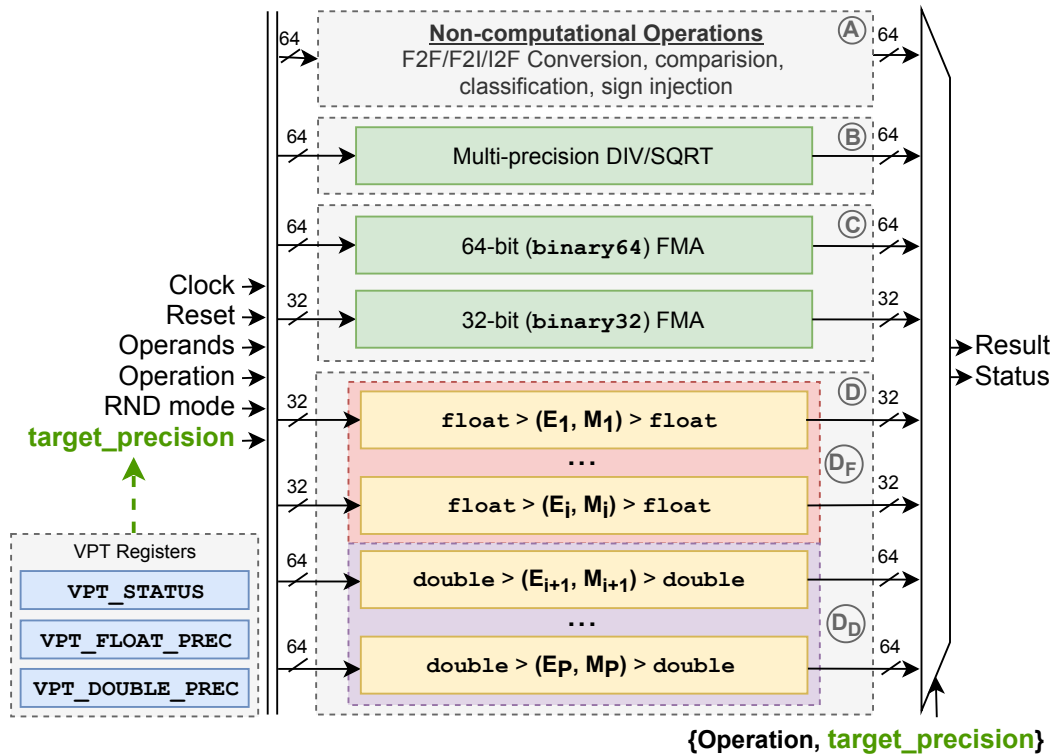 64
Non-computational Operations
F2F/F2I/I2F Conversion, comparision,
classification, sign injection
A
64
64
Multi-precision DIV/SQRT
B
64
64
64-bit (binary64) FMA
C
64
32
32-bit (binary32) FMA
32
Clock
Reset
Operands
Operation
RND mode
target_precision
Result
Status
32
float > (E1, M1) > float
D
32
...
DF
32
float > (Ei, Mi) > float
32
64
double > (Ei+1, Mi+1) > double
64
...
DD
64
double > (EP, MP) > double
64
VPT Registers
VPT_STATUS
VPT_FLOAT_PREC
VPT_DOUBLE_PREC
{Operation, target_precision}